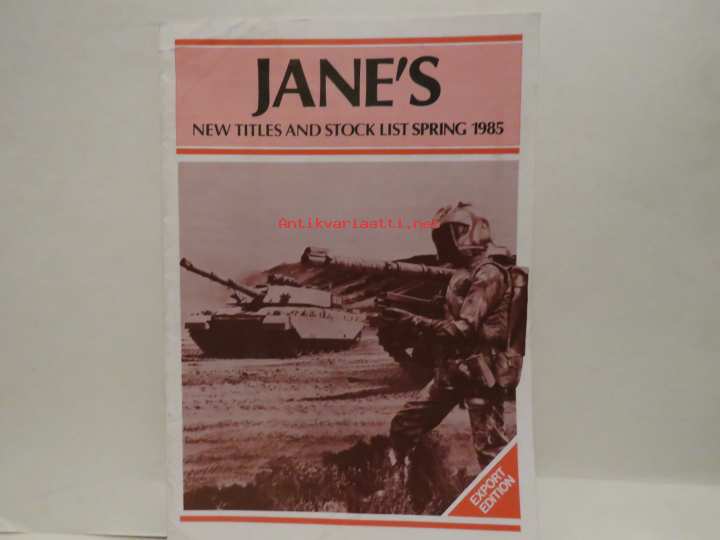 JANE'S
NEW TITLES AND STOCK LIST SPRING 1985
Antikvariaatti.net
EXPORT
EDITION